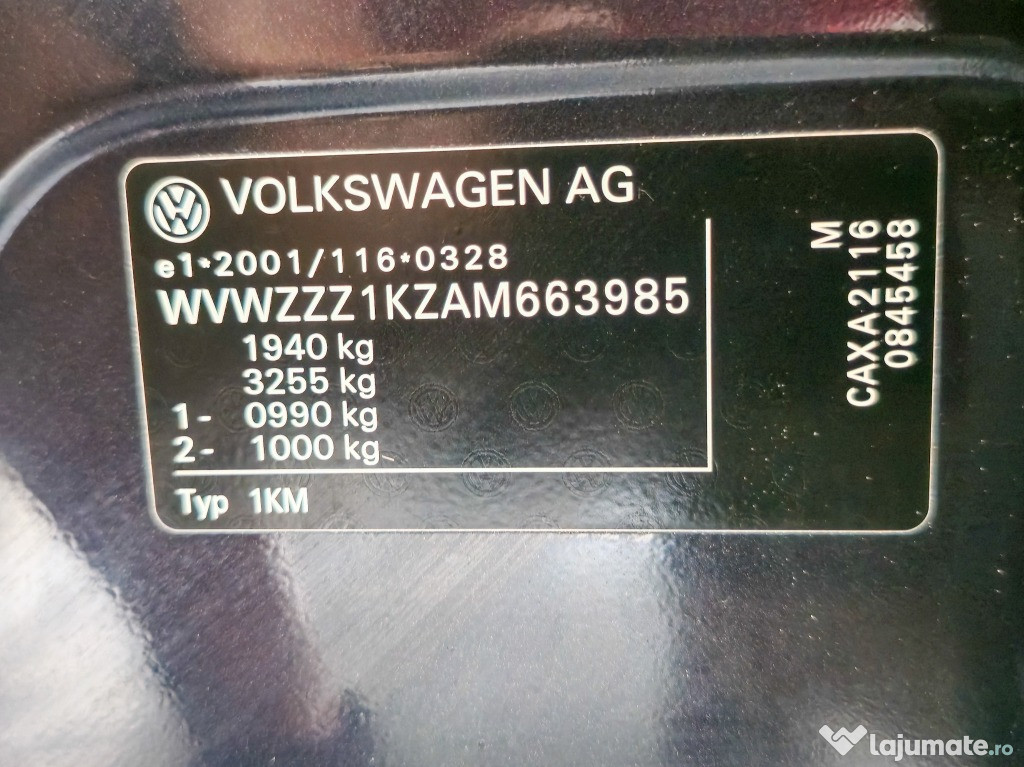 VOLKSWAGEN AG
e1*2001/116*0328
WVWZZZ1KZAM663985
1940 kg
3255 kg
1- 0990 kg
2- 1000 kg
Typ 1KM
M
CAXA2116
0845458
lajumate.ro